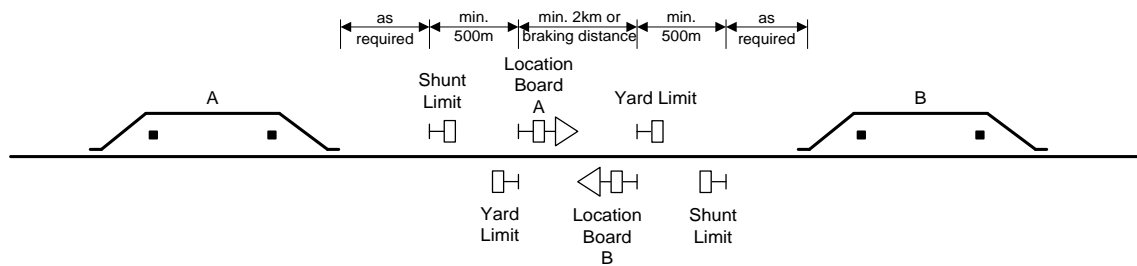 as
required
min.
500m
min. 2km or
braking distance
min.
500m
as
required
Shunt
Limit
Location
Board
A
Yard Limit
A
B
Yard
Limit
Location
Board
B
Shunt
Limit